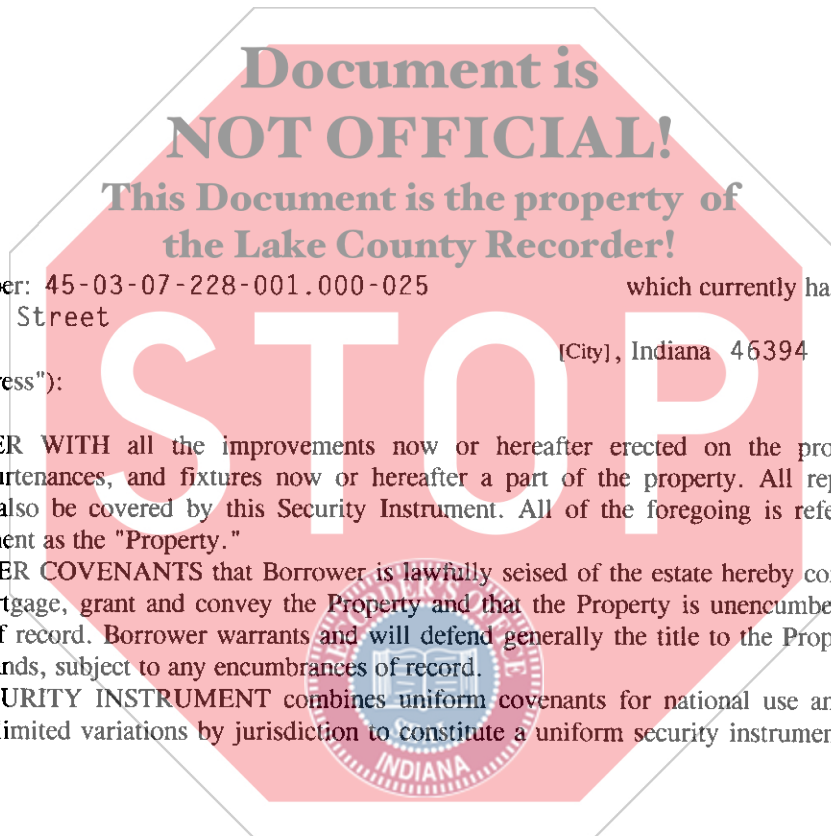 Document is
NOT OFFICIAL!
This Document is the property of
the Lake County Recorder!
er: 45-03-07-228-001.000-025 which currently ha
Street
STOP
[City], Indiana 46394
ress"):
ER WITH all the improvements now or hereafter erected on the pro
urtenances, and fixtures now or hereafter a part of the property. All rep
also be covered by this Security Instrument. All of the foregoing is refe
ent as the "Property."
ER COVENANTS that Borrower is lawfully seised of the estate hereby co
rtgage, grant and convey the Property and that the Property is unencumbe
f record. Borrower warrants and will defend generally the title to the Prop
nds, subject to any encumbrances of record.
URITY INSTRUMENT combines uniform covenants for national use an
limited variations by jurisdiction to constitute a uniform security instrumen
RECORDER'S OFFICE
SEAL
INDIANA